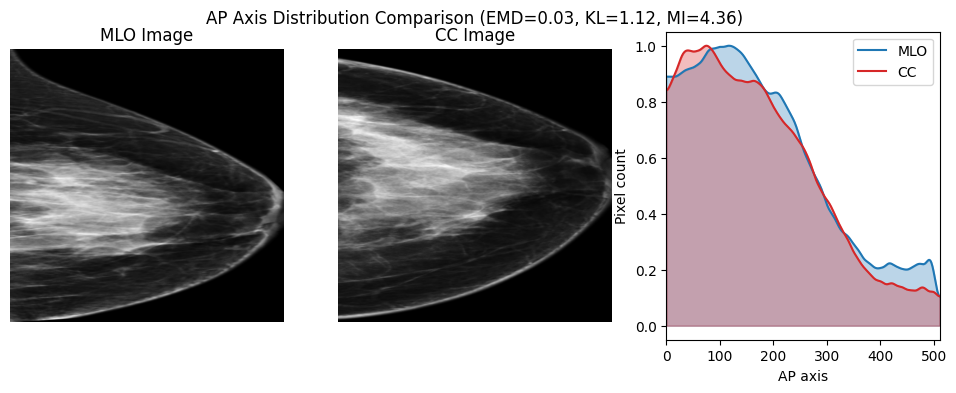 AP Axis Distribution Comparison (EMD=0.03, KL=1.12, MI=4.36)
MLO Image
CC Image
MLO
CC
Pixel count
1.0
0.8
0.6
0.4
0.2
0.0
0 100 200 300 400 500
AP axis